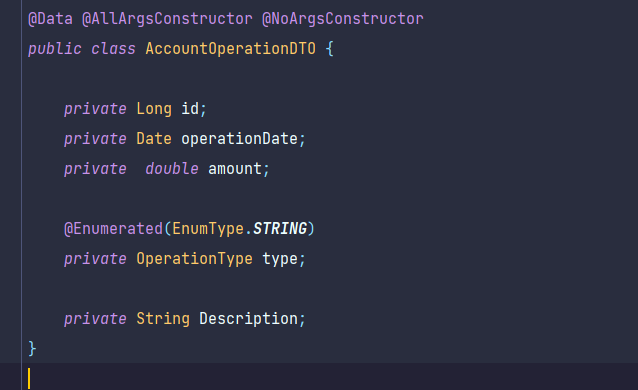 @Data @AllArgsConstructor @NoArgsConstructor
public class AccountOperationDTO {
private Long id;
private Date operationDate;
private  double amount;
@Enumerated(EnumType.STRING)
private OperationType type;
private String Description;
}